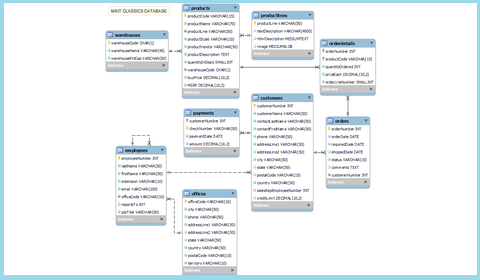 MINT CLASSICS DATABASE
products
productCode VARCHAR(15)
productName VARCHAR(70)
productLine VARCHAR(50)
productScale VARCHAR(10)
productVendor VARCHAR(50)
productDescription TEXT
quantityInStock SMALLINT
warehouseCode CHAR(1)
buyPrice DECIMAL(10,2)
MSRP DECIMAL(10,2)
Indexes
productlines
productLine VARCHAR(50)
textDescription VARCHAR(4000)
htmlDescription MEDIUMTEXT
image MEDIUMBLOB
Indexes
warehouses
warehouseCode CHAR(1)
warehouseName VARCHAR(45)
warehousePctCap VARCHAR(50)
Indexes
orderdetails
orderNumber INT
productCode VARCHAR(15)
quantityOrdered INT
priceEach DECIMAL(10,2)
orderLineNumber SMALLINT
Indexes
payments
customerNumber INT
checkNumber VARCHAR(50)
paymentDate DATE
amount DECIMAL(10,2)
Indexes
customers
customerNumber INT
customerName VARCHAR(50)
contactLastName VARCHAR(50)
contactFirstName VARCHAR(50)
phone VARCHAR(50)
addressLine1 VARCHAR(50)
addressLine2 VARCHAR(50)
city VARCHAR(50)
state VARCHAR(50)
postalCode VARCHAR(15)
country VARCHAR(50)
salesRepEmployeeNumber INT
creditLimit DECIMAL(10,2)
Indexes
orders
orderNumber INT
orderDate DATE
requiredDate DATE
shippedDate DATE
status VARCHAR(15)
comments TEXT
customerNumber INT
Indexes
employees
employeeNumber INT
lastName VARCHAR(50)
firstName VARCHAR(50)
extension VARCHAR(10)
email VARCHAR(100)
officeCode VARCHAR(10)
reportsTo INT
jobTitle VARCHAR(50)
Indexes
offices
officeCode VARCHAR(10)
city VARCHAR(50)
phone VARCHAR(50)
addressLine1 VARCHAR(50)
addressLine2 VARCHAR(50)
state VARCHAR(50)
country VARCHAR(50)
postalCode VARCHAR(15)
territory VARCHAR(10)
Indexes